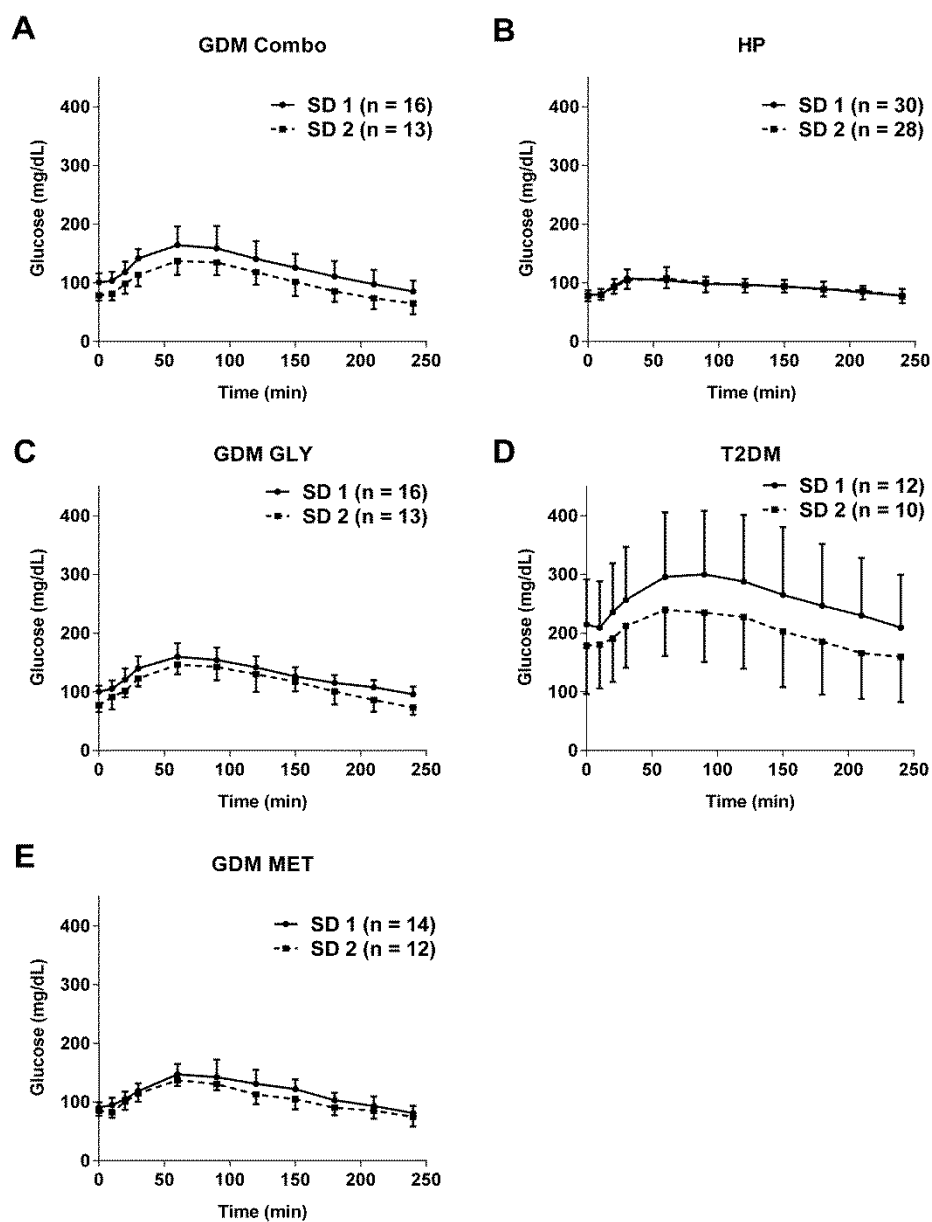 A
GDM Combo
SD 1 (n = 16)
SD 2 (n = 13)
Glucose (mg/dL)
400
300
200
100
0
0 50 100 150 200 250
Time (min)
B
HP
SD 1 (n = 30)
SD 2 (n = 28)
Glucose (mg/dL)
400
300
200
100
0
0 50 100 150 200 250
Time (min)
C
GDM GLY
SD 1 (n = 16)
SD 2 (n = 13)
Glucose (mg/dL)
400
300
200
100
0
0 50 100 150 200 250
Time (min)
D
T2DM
SD 1 (n = 12)
SD 2 (n = 10)
Glucose (mg/dL)
400
300
200
100
0
0 50 100 150 200 250
Time (min)
E
GDM MET
SD 1 (n = 14)
SD 2 (n = 12)
Glucose (mg/dL)
400
300
200
100
0
0 50 100 150 200 250
Time (min)